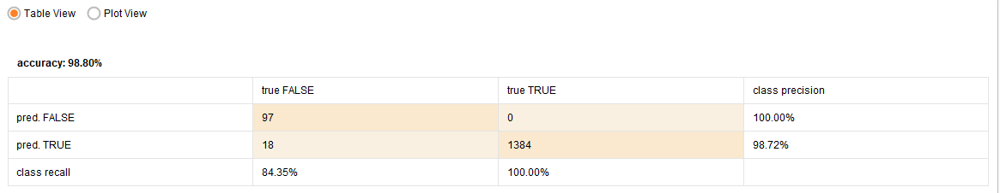 Table View Plot View
accuracy: 98.80%
true FALSE true TRUE class precision
pred. FALSE 97 0 100.00%
pred. TRUE 18 1384 98.72%
class recall 84.35% 100.00%